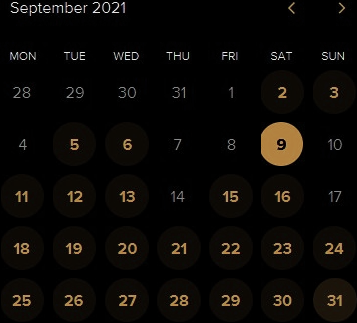 September 2021
MON TUE WED THU FRI SAT SUN
28 29 30 31 1 2 3
4 5 6 7 8 9 10
11 12 13 14 15 16 17
18 19 20 21 22 23 24
25 26 27 28 29 30 31